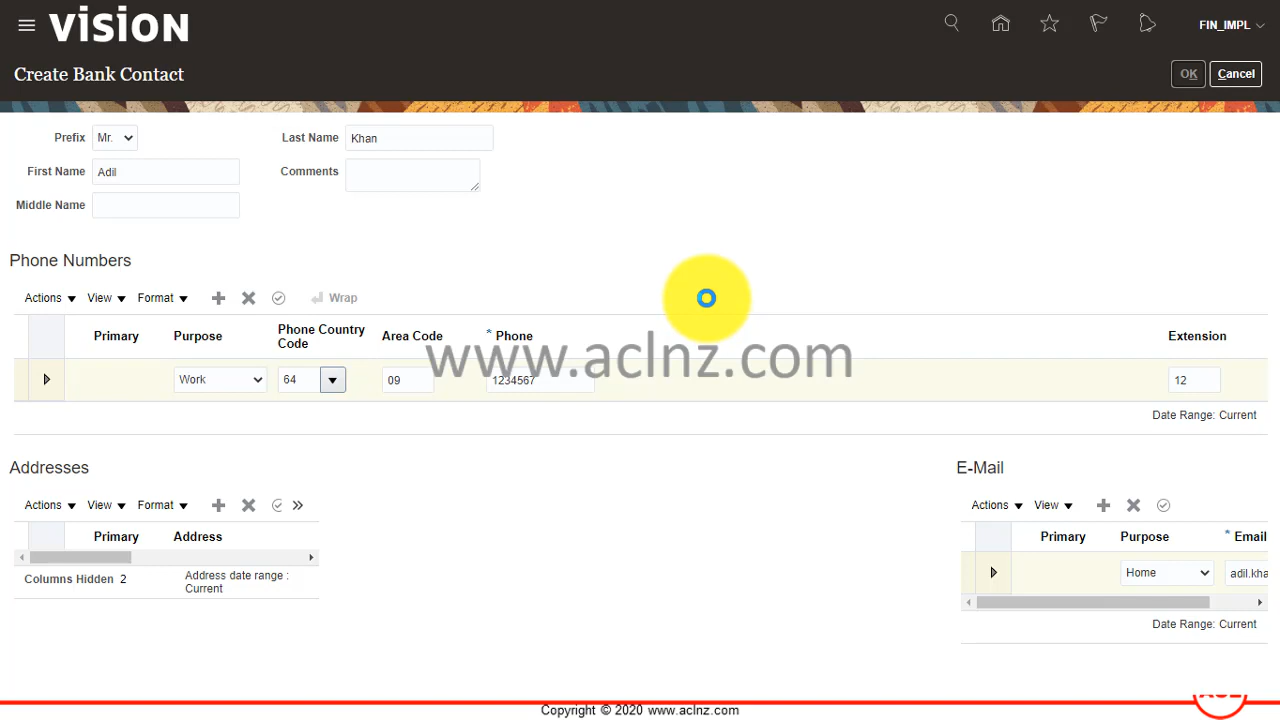 vision
FIN_IMPL
Create Bank Contact
OK
Cancel
Prefix Mr. Last Name Khan
First Name Adil Comments
Middle Name
Phone Numbers
Actions View Format Wrap
Primary Purpose Phone Country Code Area Code * Phone Extension
Work 64 09 1234567 12
www.aclnz.com
Date Range: Current
Addresses
Actions View Format
Primary Address
Columns Hidden 2 Address date range :
Current
E-Mail
Actions View
Primary Purpose * Email
Home adil.kha
Date Range: Current
Copyright © 2020 www.aclnz.com